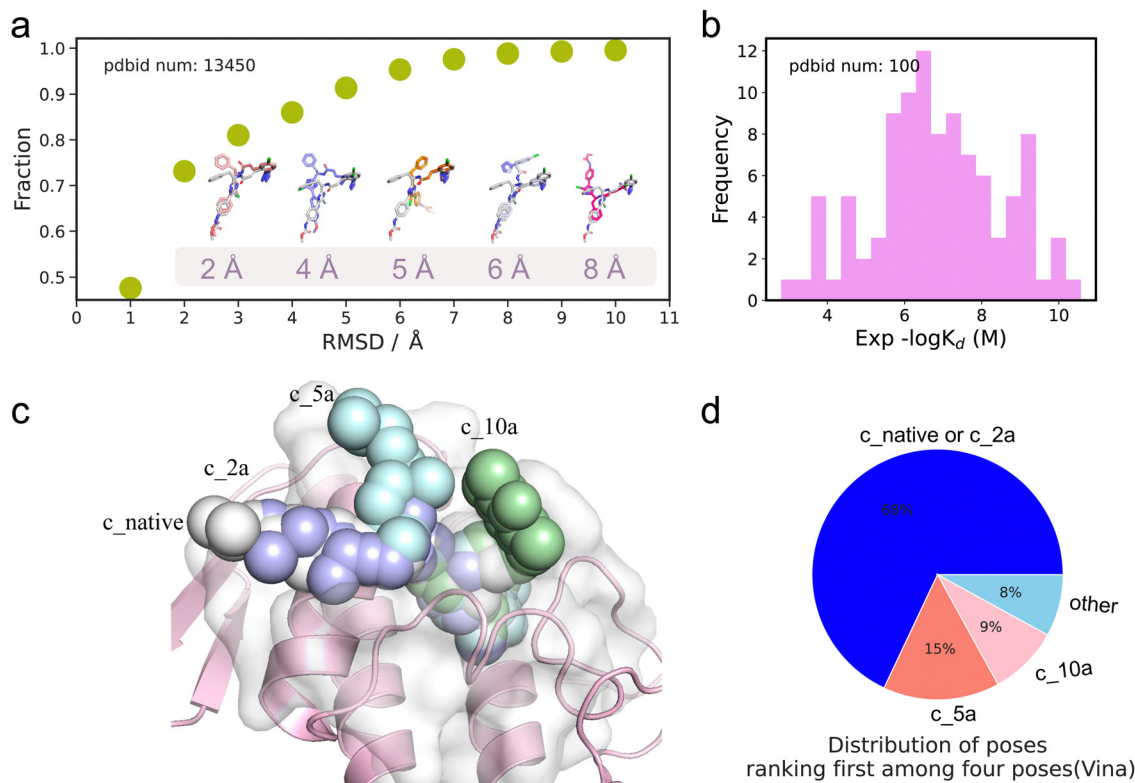 a
pdbid num: 13450
Fraction
1.0
0.9
0.8
0.7
0.6
0.5
2 Å 4 Å 5 Å 6 Å 8 Å
0 1 2 3 4 5 6 7 8 9 10 11
RMSD / Å
b
pdbid num: 100
Frequency
12
10
8
6
4
2
0
4 6 8 10
Exp -logK_d (M)
c
c_5a
c_10a
c_2a
c_native
d
c_native or c_2a
68%
8%
other
9%
c_10a
15%
c_5a
Distribution of poses
ranking first among four poses(Vina)